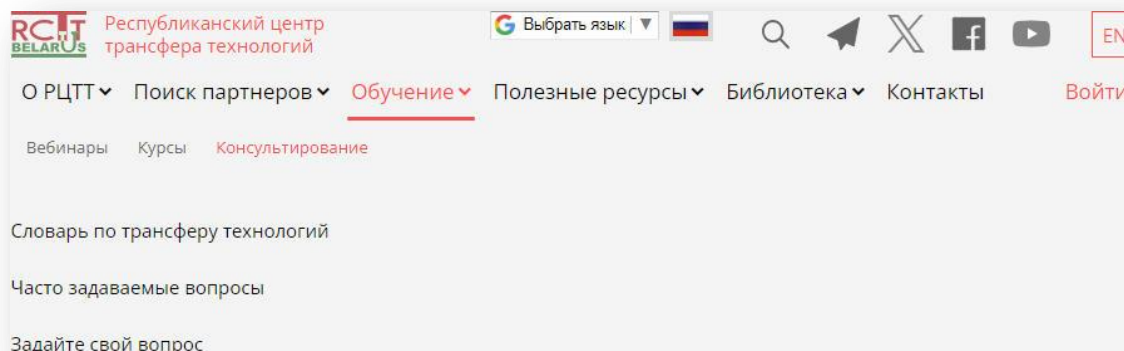 RCTT
BELARUS
Республиканский центр
трансфера технологий
Выбрать язык
EN
О РЦТТ Поиск партнеров Обучение Полезные ресурсы Библиотека Контакты Войти
Вебинары Курсы Консультирование
Словарь по трансферу технологий
Часто задаваемые вопросы
Задайте свой вопрос